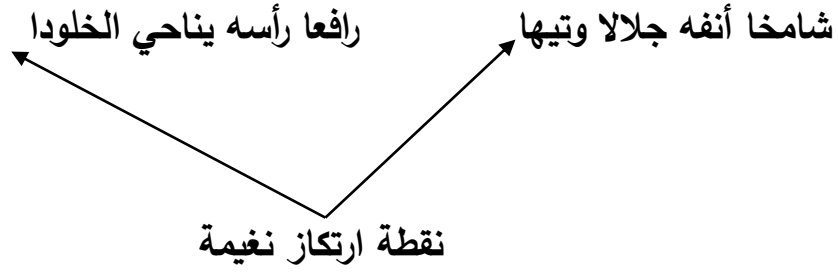 شامخا أنفه جلالا وتيها رافعا رأسه يناحي الخلودا
نقطة ارتكاز نغيمة